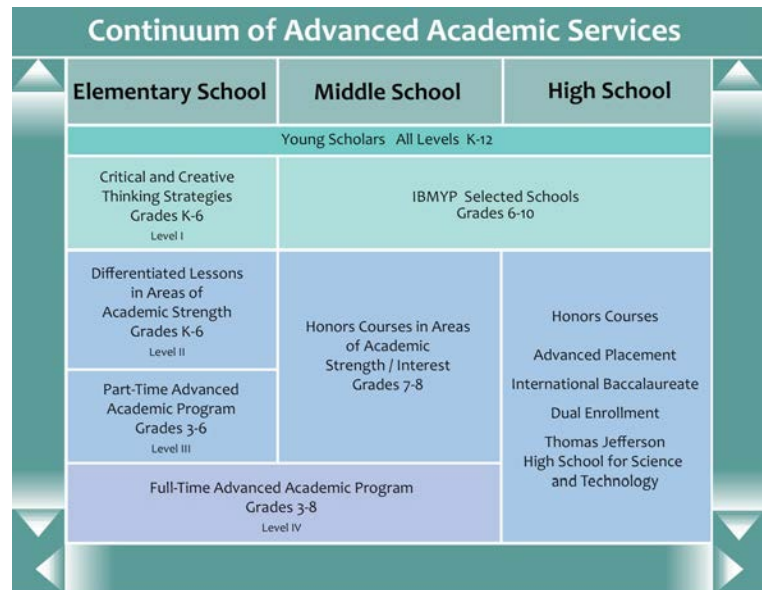 Continuum of Advanced Academic Services
Elementary School
Middle School
High School
Young Scholars All Levels K-12
Critical and Creative
Thinking Strategies
Grades K-6
Level I
IBMYP Selected Schools
Grades 6-10
Differentiated Lessons
in Areas of
Academic Strength
Grades K-6
Level II
Part-Time Advanced
Academic Program
Grades 3-6
Level III
Honors Courses in Areas
of Academic
Strength / Interest
Grades 7-8
Honors Courses
Advanced Placement
International Baccalaureate
Dual Enrollment
Thomas Jefferson
High School for Science
and Technology
Full-Time Advanced Academic Program
Grades 3-8
Level IV